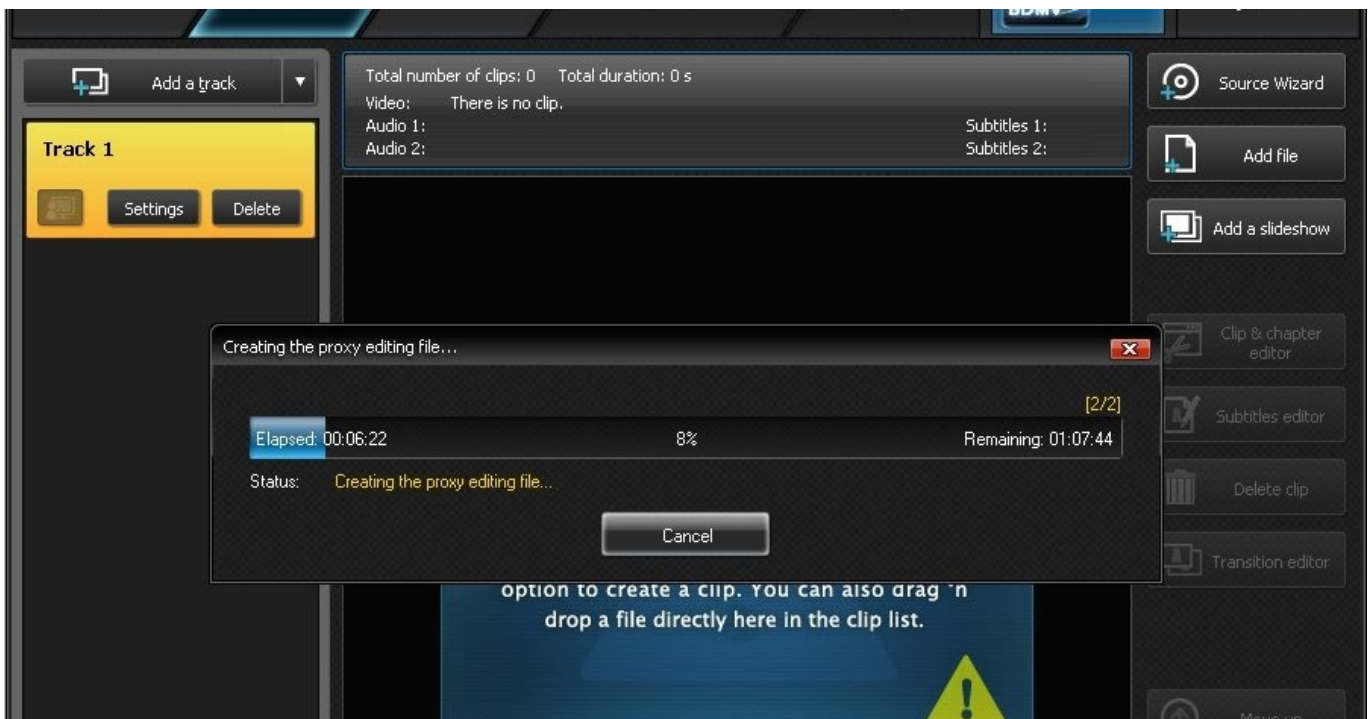 BDMV
Add a track
Total number of clips: 0 Total duration: 0 s
Video: There is no clip.
Audio 1: Subtitles 1:
Audio 2: Subtitles 2:
Source Wizard
Track 1
Add file
Settings Delete
Add a slideshow
Clip & chapter
editor
Creating the proxy editing file...
[2/2]
Elapsed: 00:06:22 8% Remaining: 01:07:44
Subtitles editor
Status: Creating the proxy editing file...
Delete clip
Cancel
Transition editor
option to create a clip. You can also drag 'n
drop a file directly here in the clip list.
Move up